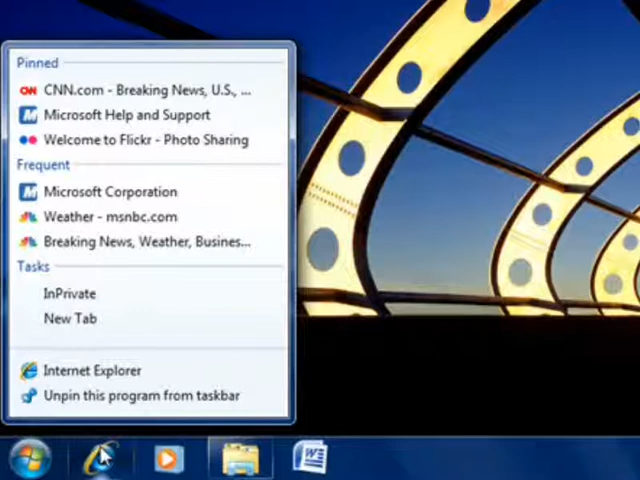 Pinned
CNN.com - Breaking News, U.S., ...
Microsoft Help and Support
Welcome to Flickr - Photo Sharing
Frequent
Microsoft Corporation
Weather - msnbc.com
Breaking News, Weather, Busines...
Tasks
InPrivate
New Tab
Internet Explorer
Unpin this program from taskbar